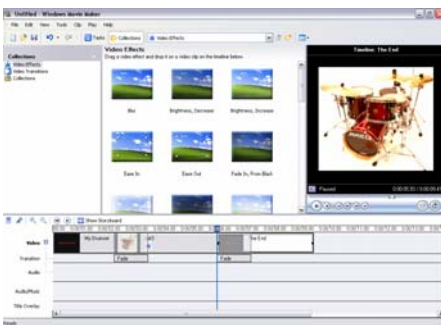 Untitled - Windows Movie Maker
File Edit View Tools Clip Play Help
Tasks Collections Video Effects
Collections
Video Effects
Video Transitions
Collections
Video Effects
Drag a video effect and drop it on a video clip on the timeline below.
Blur
Brightness, Decrease
Brightness, Increase
Ease In
Ease Out
Fade In, From Black
Timeline: The End
Paused
Show Storyboard
Video
My Drumset
The End
Transition
Fade
Fade
Audio
Audio/Music
Title Overlay
Ready